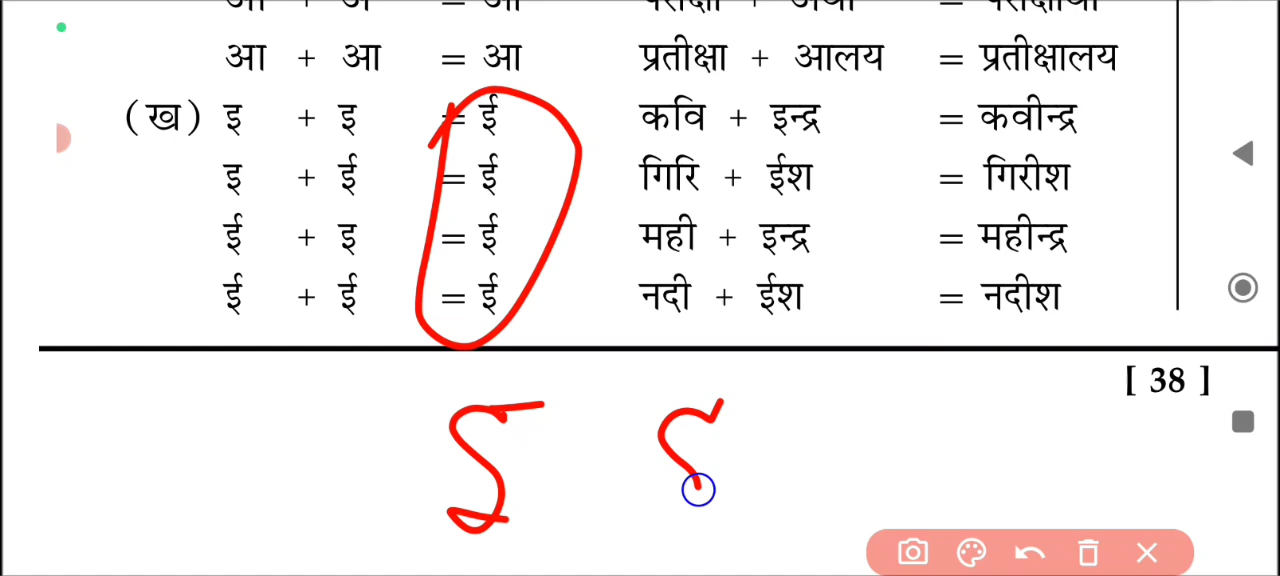 आ + आ = आ प्रतीक्षा + आलय = प्रतीक्षालय
(ख) इ + इ = ई कवि + इन्द्र = कवीन्द्र
इ + ई = ई गिरि + ईश = गिरीश
ई + इ = ई मही + इन्द्र = महीन्द्र
ई + ई = ई नदी + ईश = नदीश
[ 38 ]